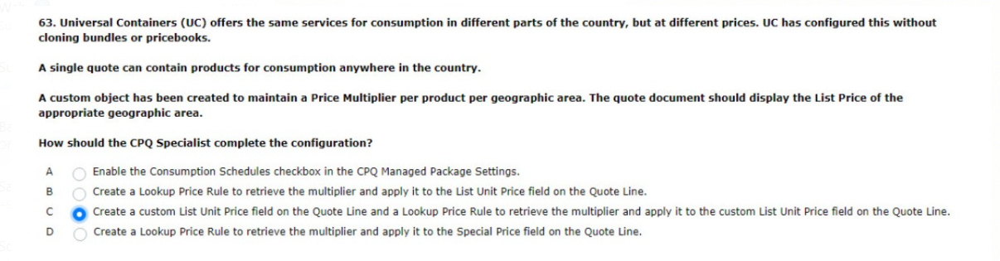 63. Universal Containers (UC) offers the same services for consumption in different parts of the country, but at different prices. UC has configured this without
cloning bundles or pricebooks.
A single quote can contain products for consumption anywhere in the country.
A custom object has been created to maintain a Price Multiplier per product per geographic area. The quote document should display the List Price of the
appropriate geographic area.
How should the CPQ Specialist complete the configuration?
A Enable the Consumption Schedules checkbox in the CPQ Managed Package Settings.
B Create a Lookup Price Rule to retrieve the multiplier and apply it to the List Unit Price field on the Quote Line.
C Create a custom List Unit Price field on the Quote Line and a Lookup Price Rule to retrieve the multiplier and apply it to the custom List Unit Price field on the Quote Line.
D Create a Lookup Price Rule to retrieve the multiplier and apply it to the Special Price field on the Quote Line.